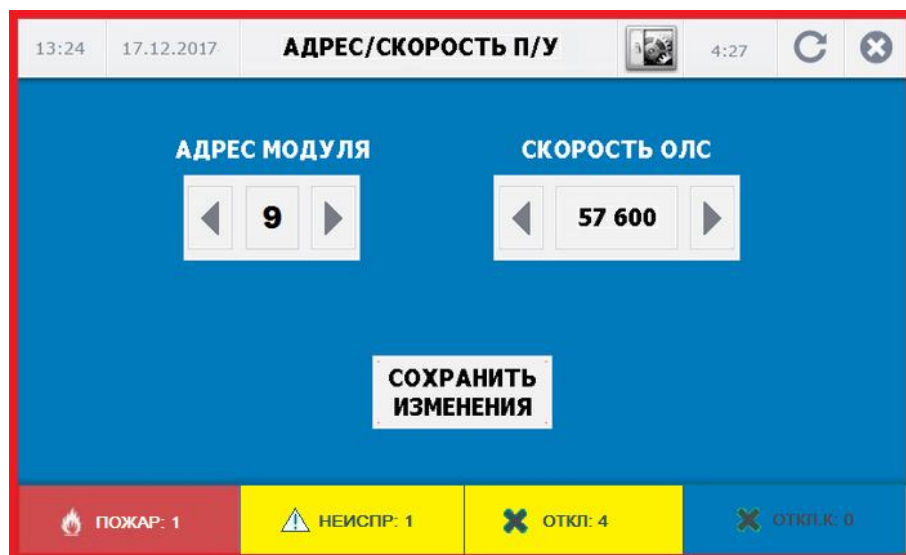 13:24 17.12.2017 АДРЕС/СКОРОСТЬ П/У 4:27
АДРЕС МОДУЛЯ СКОРОСТЬ ОЛС
9 57 600
СОХРАНИТЬ
ИЗМЕНЕНИЯ
ПОЖАР: 1 НЕИСПР: 1 ОТКЛ: 4 ОТКЛ.К: 0